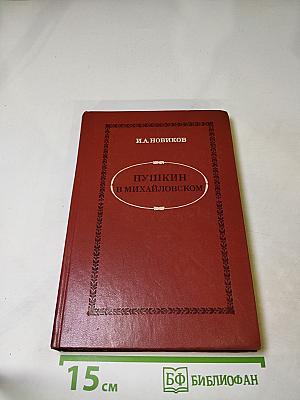 И.А.НОВИКОВ
ПУШКИН
В МИХАЙЛОВСКОМ
15 см
БФ БИБЛИОФАН